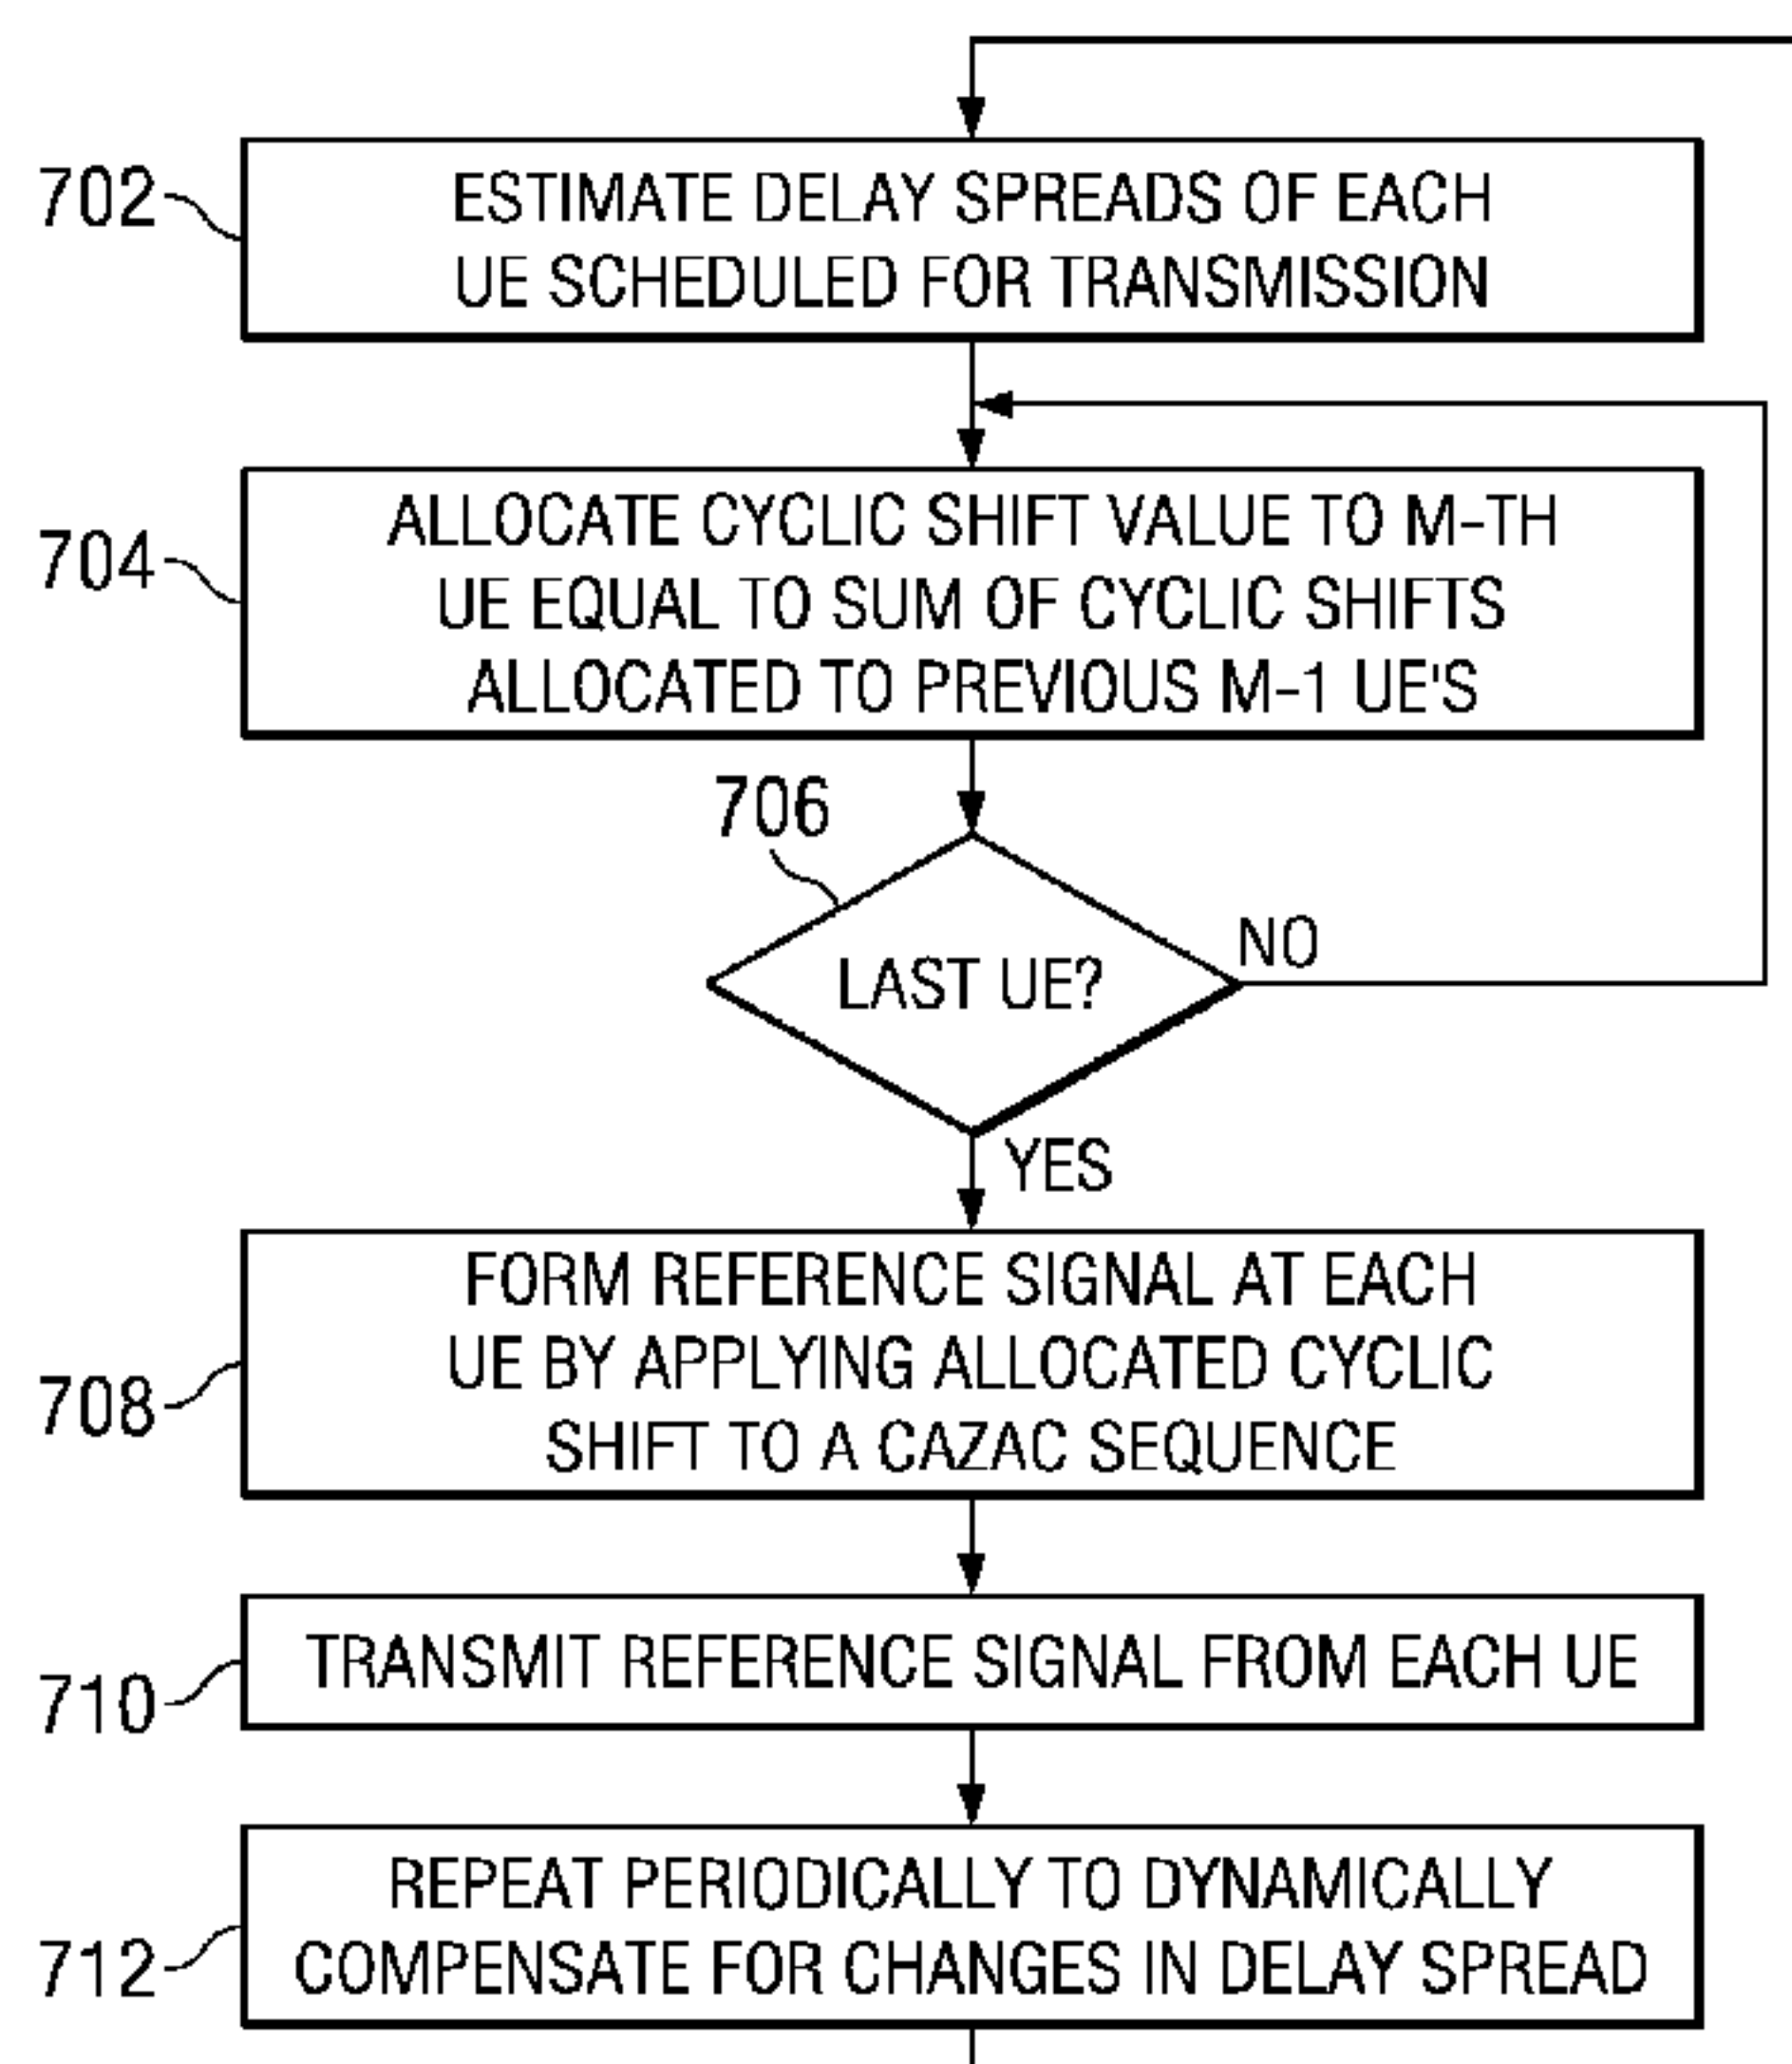 702
ESTIMATE DELAY SPREADS OF EACH
UE SCHEDULED FOR TRANSMISSION
704
ALLOCATE CYCLIC SHIFT VALUE TO M-TH
UE EQUAL TO SUM OF CYCLIC SHIFTS
ALLOCATED TO PREVIOUS M-1 UE'S
706
LAST UE?
NO
YES
708
FORM REFERENCE SIGNAL AT EACH
UE BY APPLYING ALLOCATED CYCLIC
SHIFT TO A CAZAC SEQUENCE
710
TRANSMIT REFERENCE SIGNAL FROM EACH UE
712
REPEAT PERIODICALLY TO DYNAMICALLY
COMPENSATE FOR CHANGES IN DELAY SPREAD